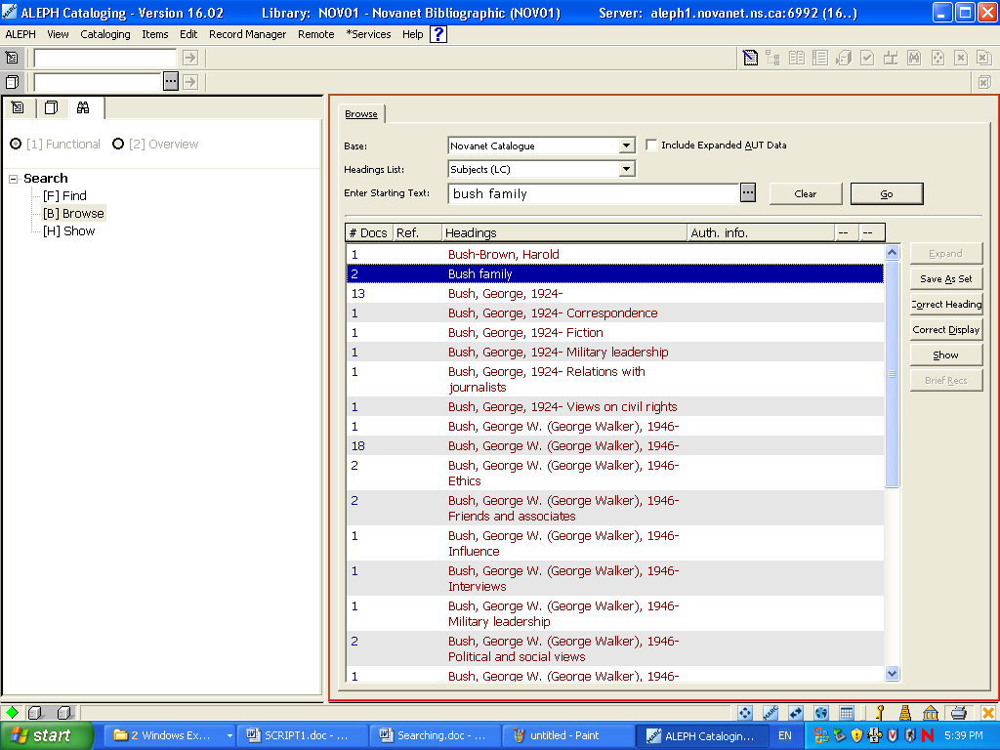 ALEPH Cataloging - Version 16.02 Library: NOV01 - Novanet Bibliographic (NOV01) Server: aleph1.novanet.ns.ca:6992 (16..)
ALEPH View Cataloging Items Edit Record Manager Remote *Services Help ?
[1] Functional [2] Overview
Search
[F] Find
[B] Browse
[H] Show
Browse
Base: Novanet Catalogue Include Expanded AUT Data
Headings List: Subjects (LC)
Enter Starting Text: bush family ... Clear Go
# Docs Ref. Headings Auth. info. -- --
1 Bush-Brown, Harold
2 Bush family
13 Bush, George, 1924-
1 Bush, George, 1924- Correspondence
1 Bush, George, 1924- Fiction
1 Bush, George, 1924- Military leadership
1 Bush, George, 1924- Relations with
journalists
1 Bush, George, 1924- Views on civil rights
1 Bush, George W. (George Walker), 1946-
18 Bush, George W. (George Walker), 1946-
2 Bush, George W. (George Walker), 1946-
Ethics
2 Bush, George W. (George Walker), 1946-
Friends and associates
1 Bush, George W. (George Walker), 1946-
Influence
1 Bush, George W. (George Walker), 1946-
Interviews
1 Bush, George W. (George Walker), 1946-
Military leadership
2 Bush, George W. (George Walker), 1946-
Political and social views
1 Bush, George W. (George Walker), 1946-
Expand
Save As Set
Correct Heading
Correct Display
Show
Brief Recs
start 2 Windows Ex... SCRIPT1.doc - ... Searching.doc - ... untitled - Paint ALEPH Catalogin... EN 5:39 PM